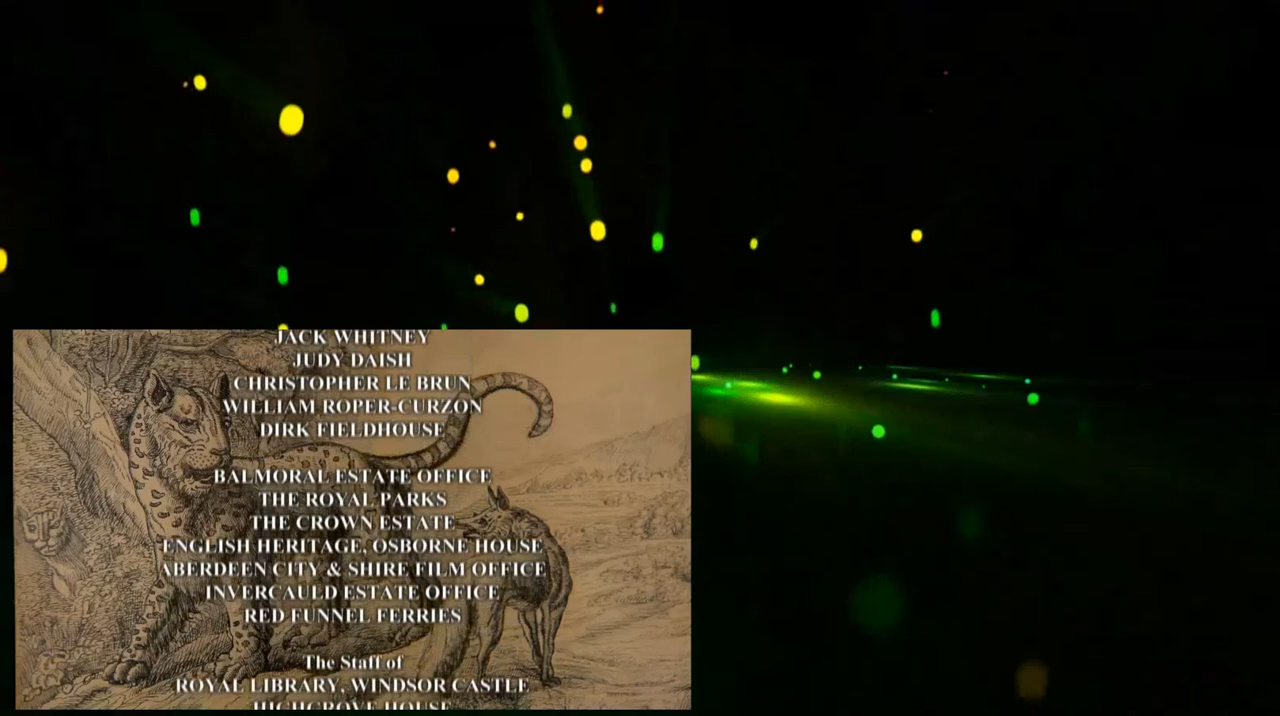 JACK WHITNEY
JUDY DAISH
CHRISTOPHER LE BRUN
WILLIAM ROPER-CURZON
DIRK FIELDHOUSE
BALMORAL ESTATE OFFICE
THE ROYAL PARKS
THE CROWN ESTATE
ENGLISH HERITAGE, OSBORNE HOUSE
ABERDEEN CITY & SHIRE FILM OFFICE
INVERCAULD ESTATE OFFICE
RED FUNNEL FERRIES
The Staff of
ROYAL LIBRARY, WINDSOR CASTLE
HIGHGROVE HOUSE